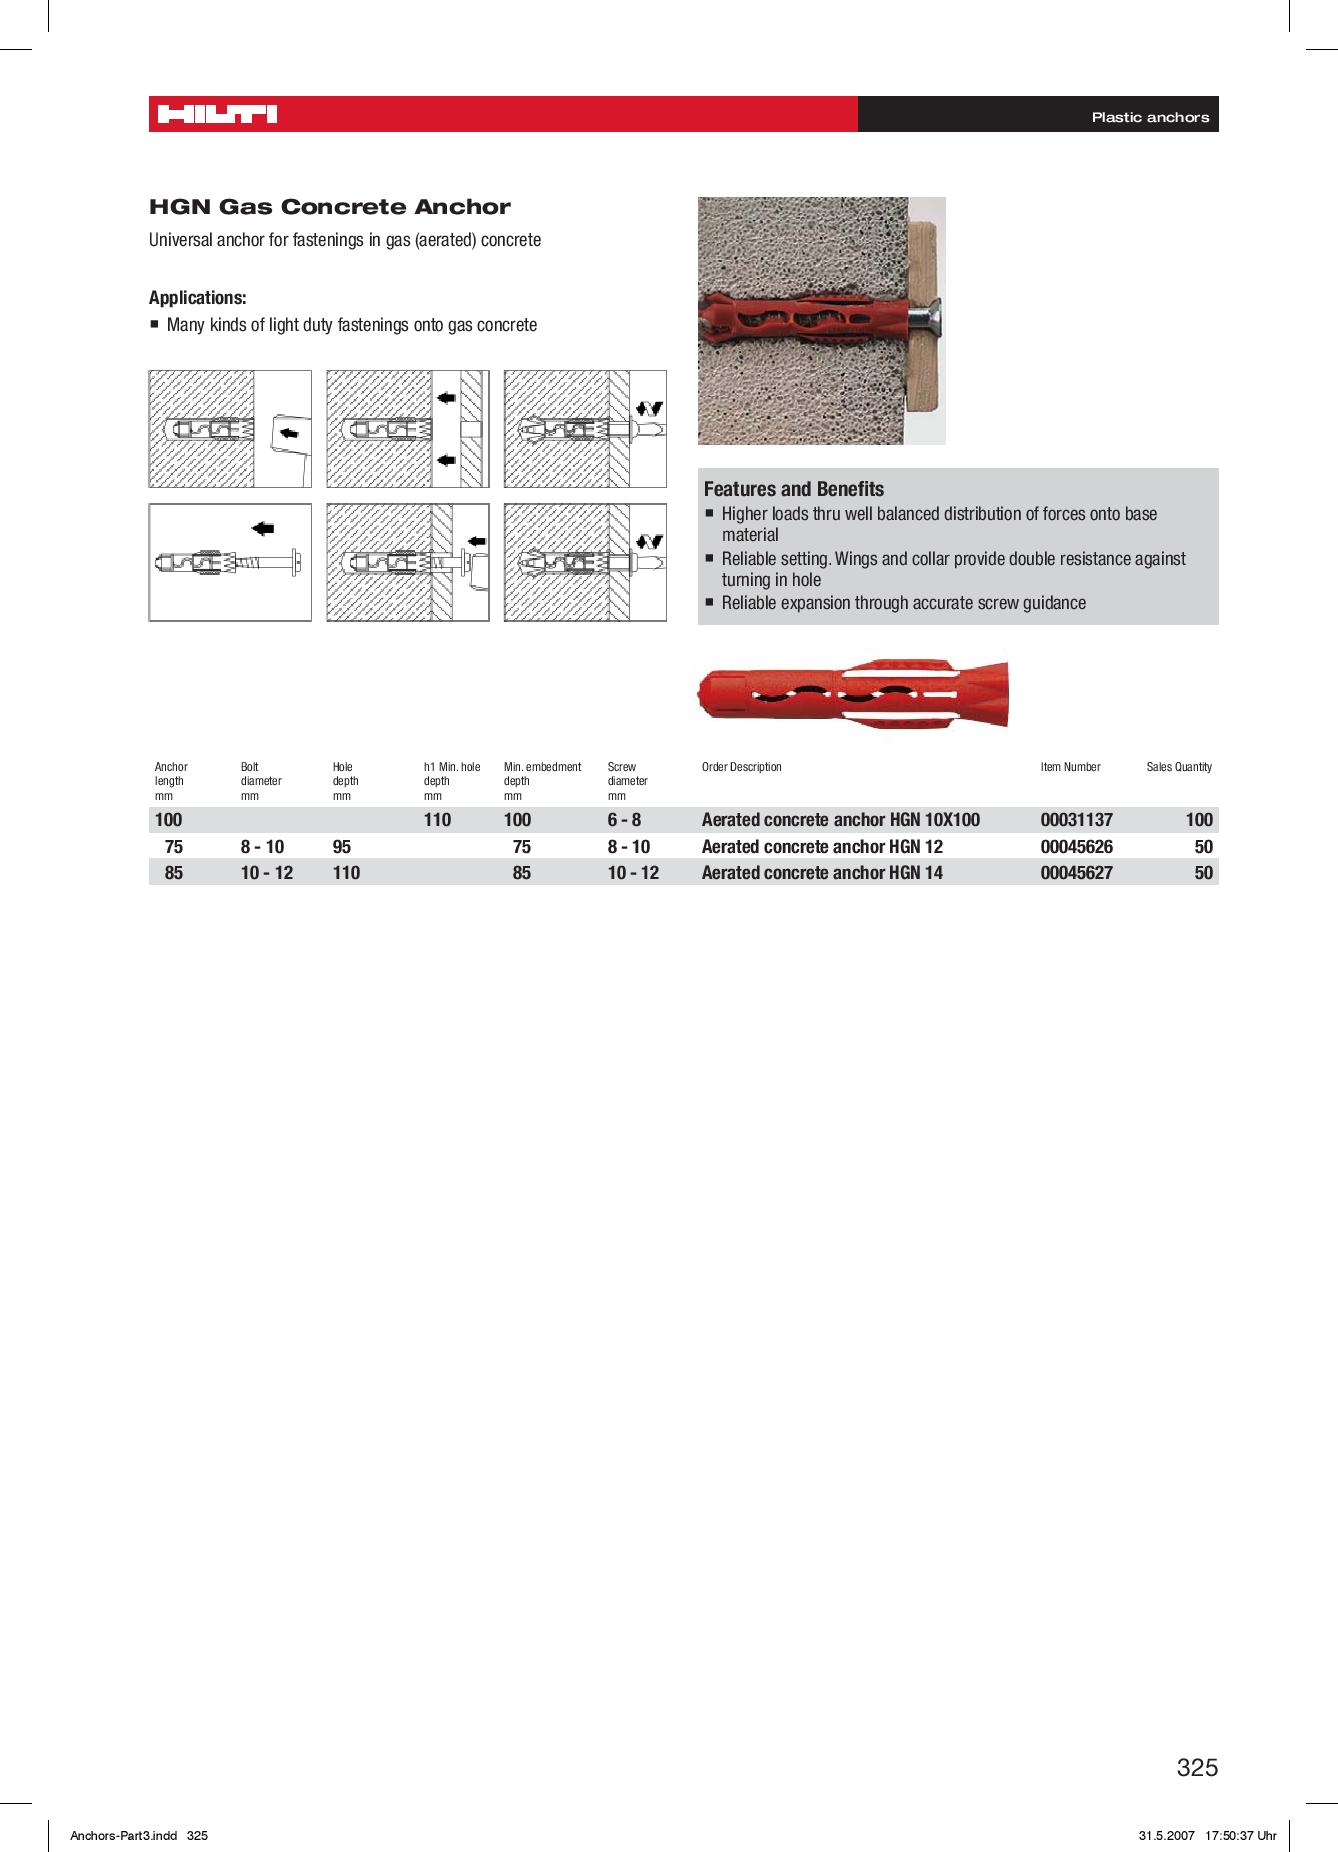 HILTI
Plastic anchors
HGN Gas Concrete Anchor
Universal anchor for fastenings in gas (aerated) concrete
Applications:
■ Many kinds of light duty fastenings onto gas concrete
Features and Benefits
■ Higher loads thru well balanced distribution of forces onto base
material
■ Reliable setting. Wings and collar provide double resistance against
turning in hole
■ Reliable expansion through accurate screw guidance
Anchor length mm Bolt diameter mm Hole depth mm h1 Min. hole depth mm Min. embedment depth mm Screw diameter mm Order Description Item Number Sales Quantity
100 110 100 6 - 8 Aerated concrete anchor HGN 10X100 00031137 100
75 8 - 10 95 75 8 - 10 Aerated concrete anchor HGN 12 00045626 50
85 10 - 12 110 85 10 - 12 Aerated concrete anchor HGN 14 00045627 50
325
Anchors-Part3.indd 325
31.5.2007 17:50:37 Uhr